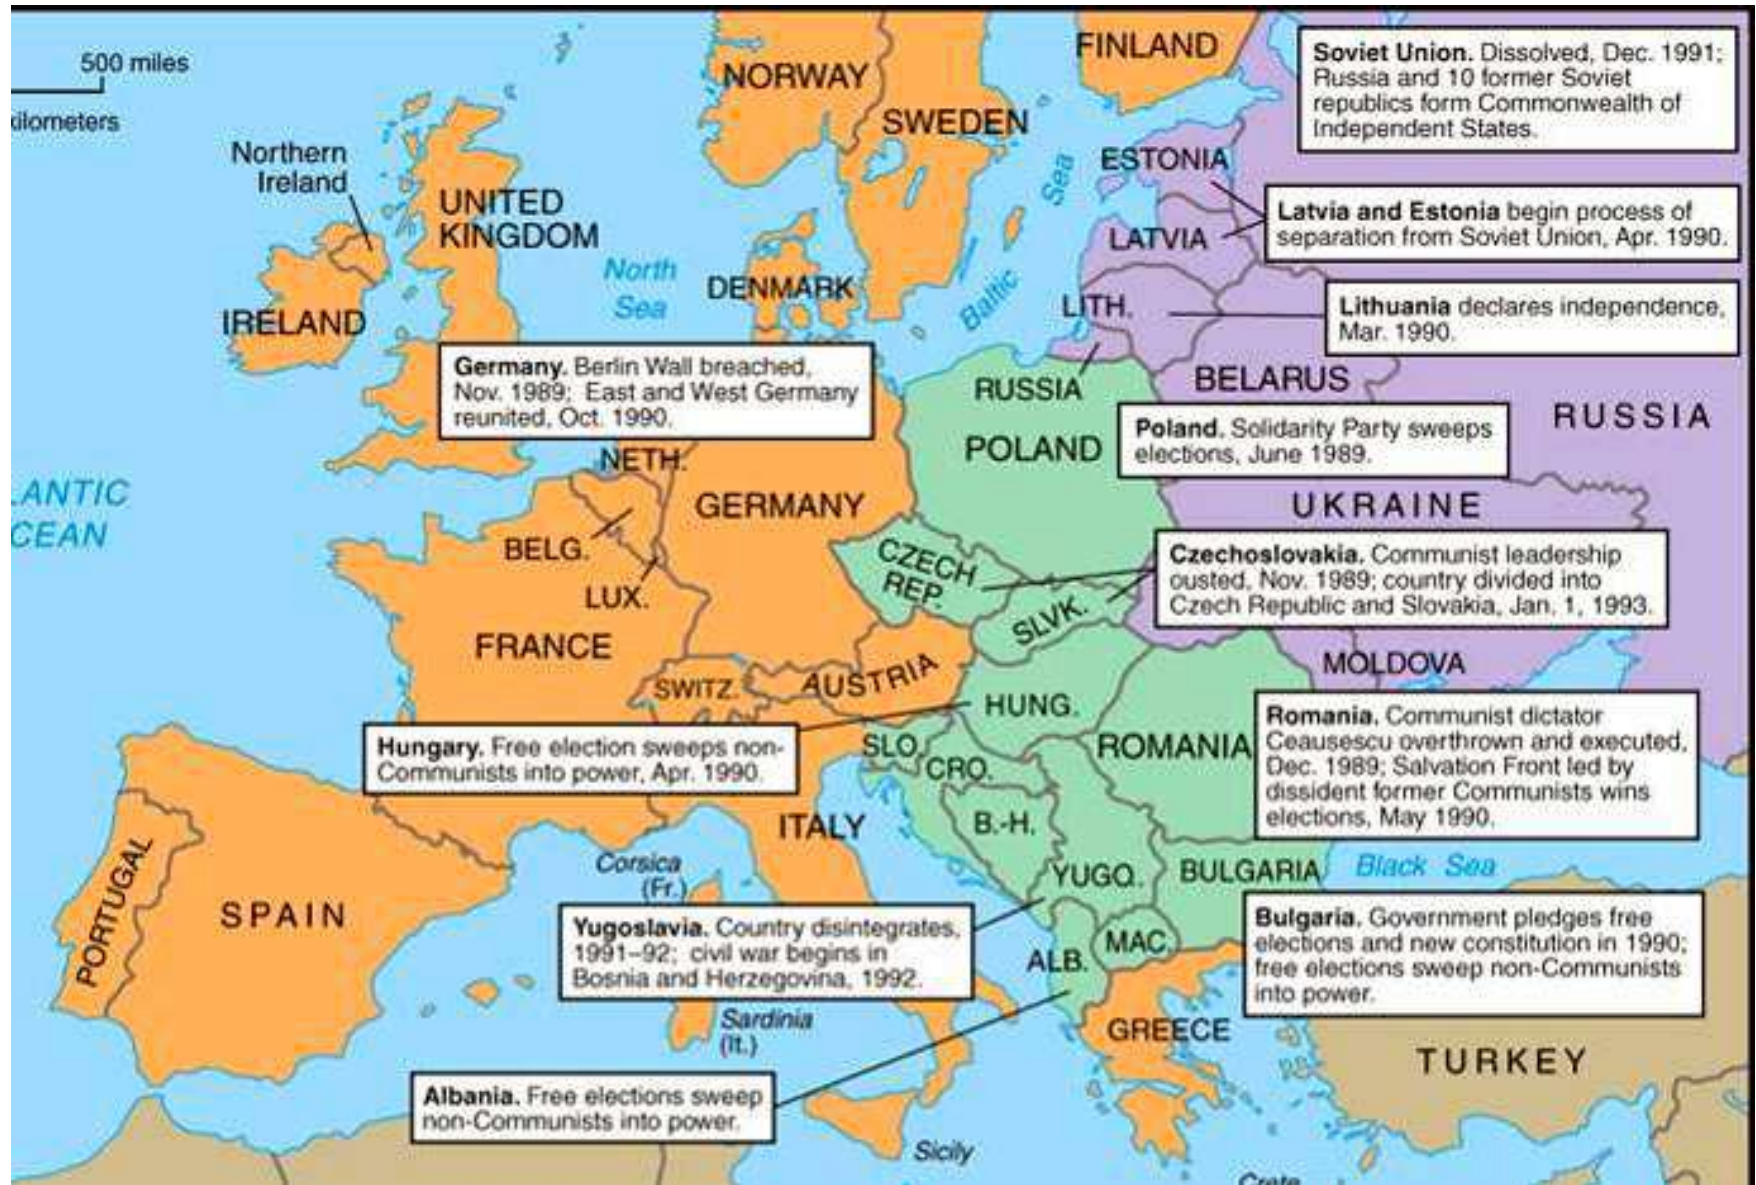 500 miles
kilometers
NORWAY
SWEDEN
FINLAND
Soviet Union. Dissolved, Dec. 1991;
Russia and 10 former Soviet
republics form Commonwealth of
Independent States.
Northern
Ireland
UNITED
KINGDOM
IRELAND
North
Sea
DENMARK
Baltic
Sea
ESTONIA
LATVIA
LITH.
Latvia and Estonia begin process of
separation from Soviet Union, Apr. 1990.
Lithuania declares independence,
Mar. 1990.
Germany. Berlin Wall breached,
Nov. 1989; East and West Germany
reunited, Oct. 1990.
RUSSIA
BELARUS
RUSSIA
POLAND
Poland. Solidarity Party sweeps
elections, June 1989.
NETH.
GERMANY
UKRAINE
LANTIC
CEAN
BELG.
LUX.
CZECH
REP.
SLVK.
Czechoslovakia. Communist leadership
ousted, Nov. 1989; country divided into
Czech Republic and Slovakia, Jan. 1, 1993.
FRANCE
SWITZ.
AUSTRIA
HUNG.
MOLDOVA
Hungary. Free election sweeps non-
Communists into power, Apr. 1990.
SLO.
CRO.
ROMANIA
Romania. Communist dictator
Ceausescu overthrown and executed,
Dec. 1989; Salvation Front led by
dissident former Communists wins
elections, May 1990.
ITALY
B.-H.
YUGO.
BULGARIA
Black Sea
Corsica
(Fr.)
PORTUGAL
SPAIN
Yugoslavia. Country disintegrates,
1991–92; civil war begins in
Bosnia and Herzegovina, 1992.
ALB.
MAC.
Bulgaria. Government pledges free
elections and new constitution in 1990;
free elections sweep non-Communists
into power.
Sardinia
(It.)
GREECE
TURKEY
Albania. Free elections sweep
non-Communists into power.
Sicily
Crete